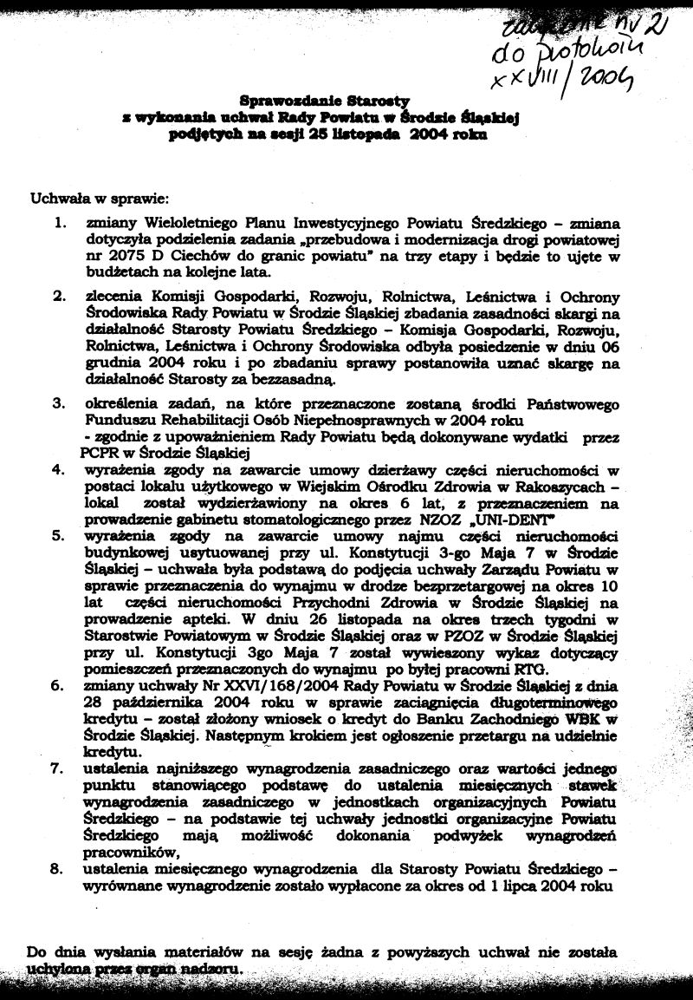 załącznik nr 2
do protokołu
XXVIII/2004
Sprawozdanie Starosty
z wykonania uchwał Rady Powiatu w Środzie Śląskiej
podjętych na sesji 25 listopada 2004 roku
Uchwała w sprawie:
1. zmiany Wieloletniego Planu Inwestycyjnego Powiatu Średzkiego – zmiana
dotyczyła podzielenia zadania „przebudowa i modernizacja drogi powiatowej
nr 2075 D Ciechów do granic powiatu" na trzy etapy i będzie to ujęte w
budżetach na kolejne lata.
2. zlecenia Komisji Gospodarki, Rozwoju, Rolnictwa, Leśnictwa i Ochrony
Środowiska Rady Powiatu w Środzie Śląskiej zbadania zasadności skargi na
działalność Starosty Powiatu Średzkiego – Komisja Gospodarki, Rozwoju,
Rolnictwa, Leśnictwa i Ochrony Środowiska odbyła posiedzenie w dniu 06
grudnia 2004 roku i po zbadaniu sprawy postanowiła uznać skargę na
działalność Starosty za bezzasadną.
3. określenia zadań, na które przeznaczone zostaną środki Państwowego
Funduszu Rehabilitacji Osób Niepełnosprawnych w 2004 roku
- zgodnie z upoważnieniem Rady Powiatu będą dokonywane wydatki przez
PCPR w Środzie Śląskiej
4. wyrażenia zgody na zawarcie umowy dzierżawy części nieruchomości w
postaci lokalu użytkowego w Wiejskim Ośrodku Zdrowia w Rakoszycach –
lokal został wydzierżawiony na okres 6 lat, z przeznaczeniem na
prowadzenie gabinetu stomatologicznego przez NZOZ „UNI-DENT"
5. wyrażenia zgody na zawarcie umowy najmu części nieruchomości
budynkowej usytuowanej przy ul. Konstytucji 3-go Maja 7 w Środzie
Śląskiej – uchwała była podstawą do podjęcia uchwały Zarządu Powiatu w
sprawie przeznaczenia do wynajmu w drodze bezprzetargowej na okres 10
lat części nieruchomości Przychodni Zdrowia w Środzie Śląskiej na
prowadzenie apteki. W dniu 26 listopada na okres trzech tygodni w
Starostwie Powiatowym w Środzie Śląskiej oraz w PZOZ w Środzie Śląskiej
przy ul. Konstytucji 3go Maja 7 został wywieszony wykaz dotyczący
pomieszczeń przeznaczonych do wynajmu po byłej pracowni RTG.
6. zmiany uchwały Nr XXVI/168/2004 Rady Powiatu w Środzie Śląskiej z dnia
28 października 2004 roku w sprawie zaciągnięcia długoterminowego
kredytu – został złożony wniosek o kredyt do Banku Zachodniego WBK w
Środzie Śląskiej. Następnym krokiem jest ogłoszenie przetargu na udzielnie
kredytu.
7. ustalenia najniższego wynagrodzenia zasadniczego oraz wartości jednego
punktu stanowiącego podstawę do ustalenia miesięcznych stawek
wynagrodzenia zasadniczego w jednostkach organizacyjnych Powiatu
Średzkiego – na podstawie tej uchwały jednostki organizacyjne Powiatu
Średzkiego mają możliwość dokonania podwyżek wynagrodzeń
pracowników,
8. ustalenia miesięcznego wynagrodzenia dla Starosty Powiatu Średzkiego –
wyrównane wynagrodzenie zostało wypłacone za okres od 1 lipca 2004 roku
Do dnia wysłania materiałów na sesję żadna z powyższych uchwał nie została
uchylona przez organ nadzoru.